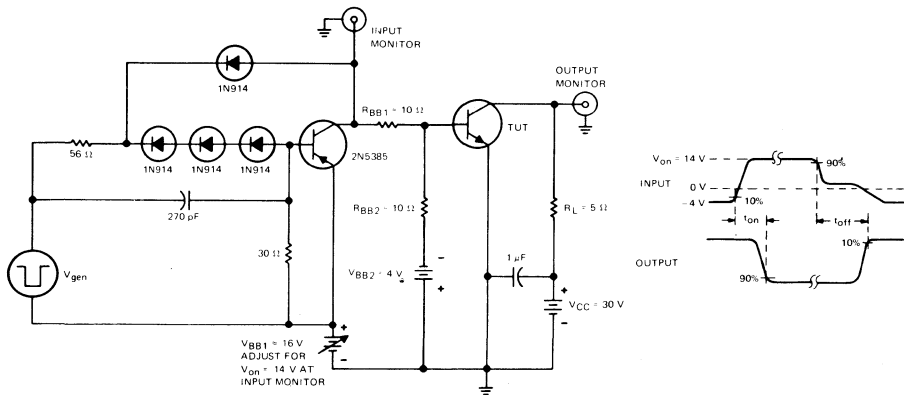 INPUT
MONITOR
1N914
OUTPUT
MONITOR
RBB1 = 10 Ω
TUT
56 Ω
2N5385
1N914
1N914
1N914
270 pF
RBB2 = 10 Ω
RL = 5 Ω
30 Ω
Vgen
1 μF
VBB2 = 4 V
VCC = 30 V
VBB1 = 16 V
ADJUST FOR
Von = 14 V AT
INPUT MONITOR
+
-
-
+
+
-
Von = 14 V
90%
INPUT
0 V
-4 V
10%
ton
toff
10%
OUTPUT
90%